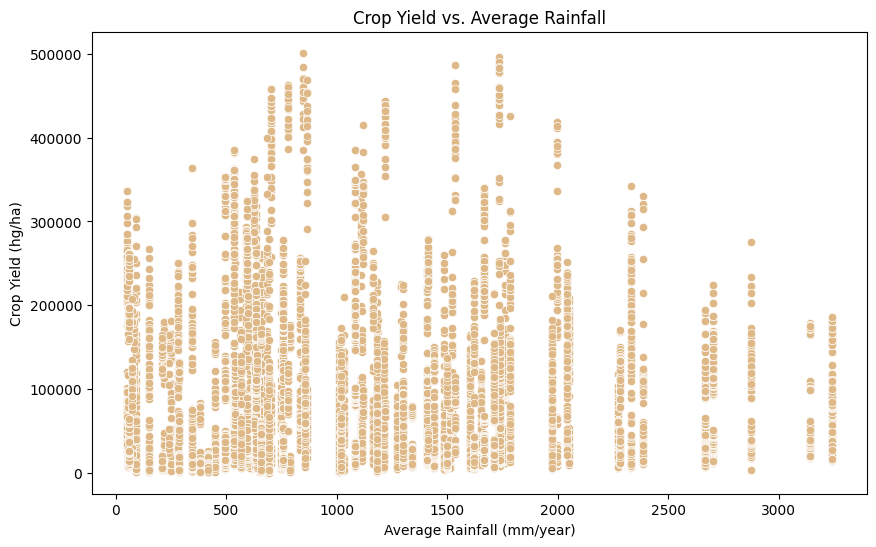 Crop Yield vs. Average Rainfall
Crop Yield (hg/ha)
500000
400000
300000
200000
100000
0
0 500 1000 1500 2000 2500 3000
Average Rainfall (mm/year)